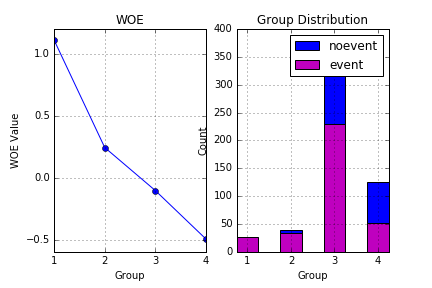 WOE
1.0
0.5
0.0
−0.5
WOE Value
1 2 3 4
Group
Group Distribution
400
350
300
250
200
150
100
50
0
Count
noevent
event
1 2 3 4
Group